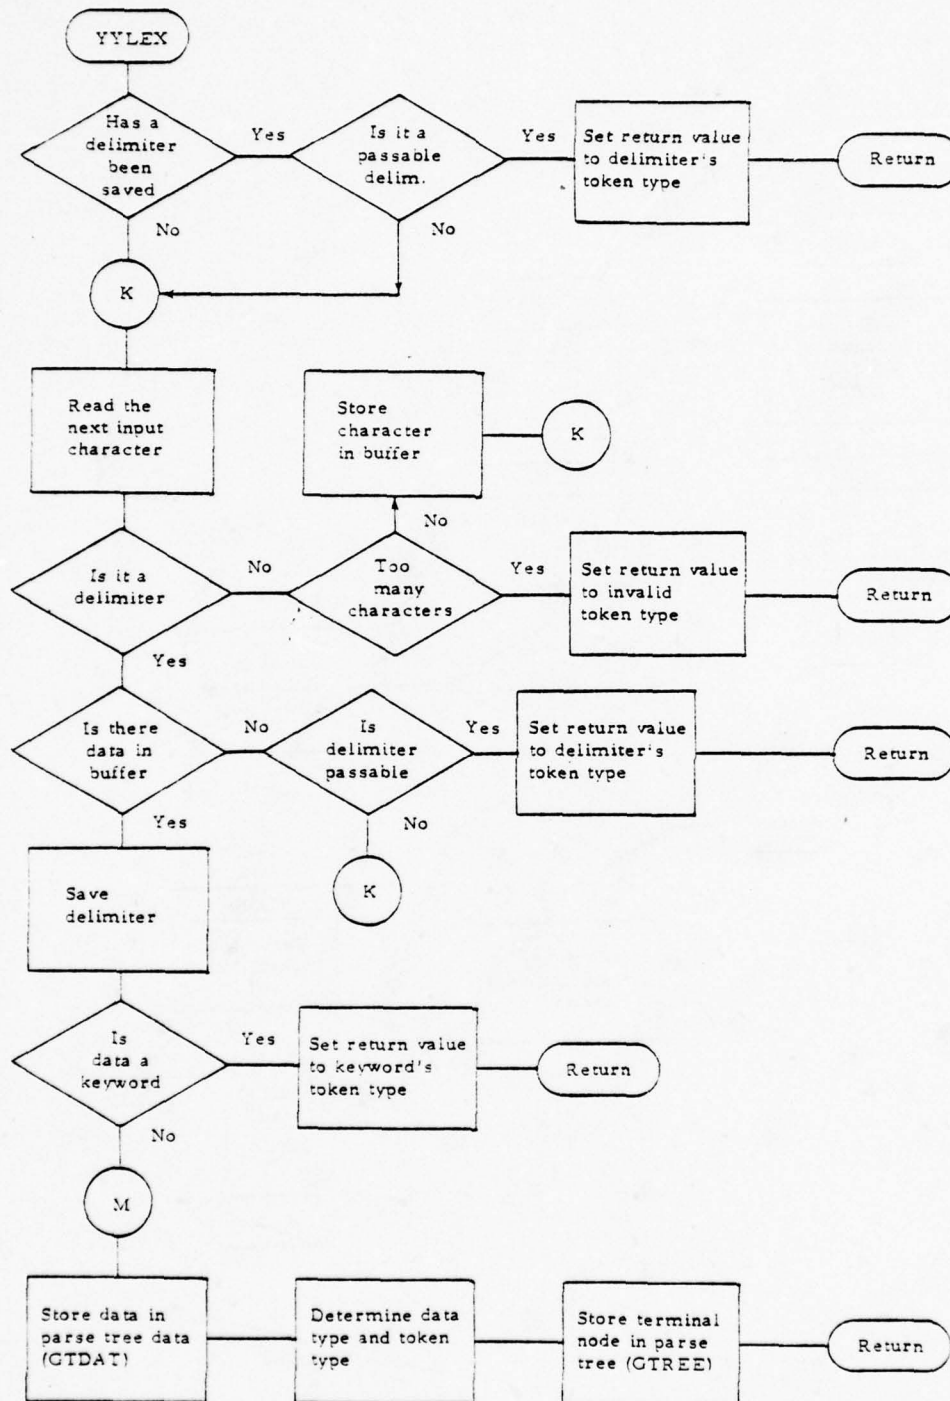 YYLEX
Has a
delimiter
been
saved
Yes
Is it a
passable
delim.
Yes
Set return value
to delimiter's
token type
Return
No
No
K
Read the
next input
character
Store
character
in buffer
K
No
Is it a
delimiter
No
Too
many
characters
Yes
Set return value
to invalid
token type
Return
Yes
Is there
data in
buffer
No
Is
delimiter
passable
Yes
Set return value
to delimiter's
token type
Return
Yes
No
Save
delimiter
K
Is
data a
keyword
Yes
Set return value
to keyword's
token type
Return
No
M
Store data in
parse tree data
(GTDAT)
Determine data
type and token
type
Store terminal
node in parse
tree (GTREE)
Return